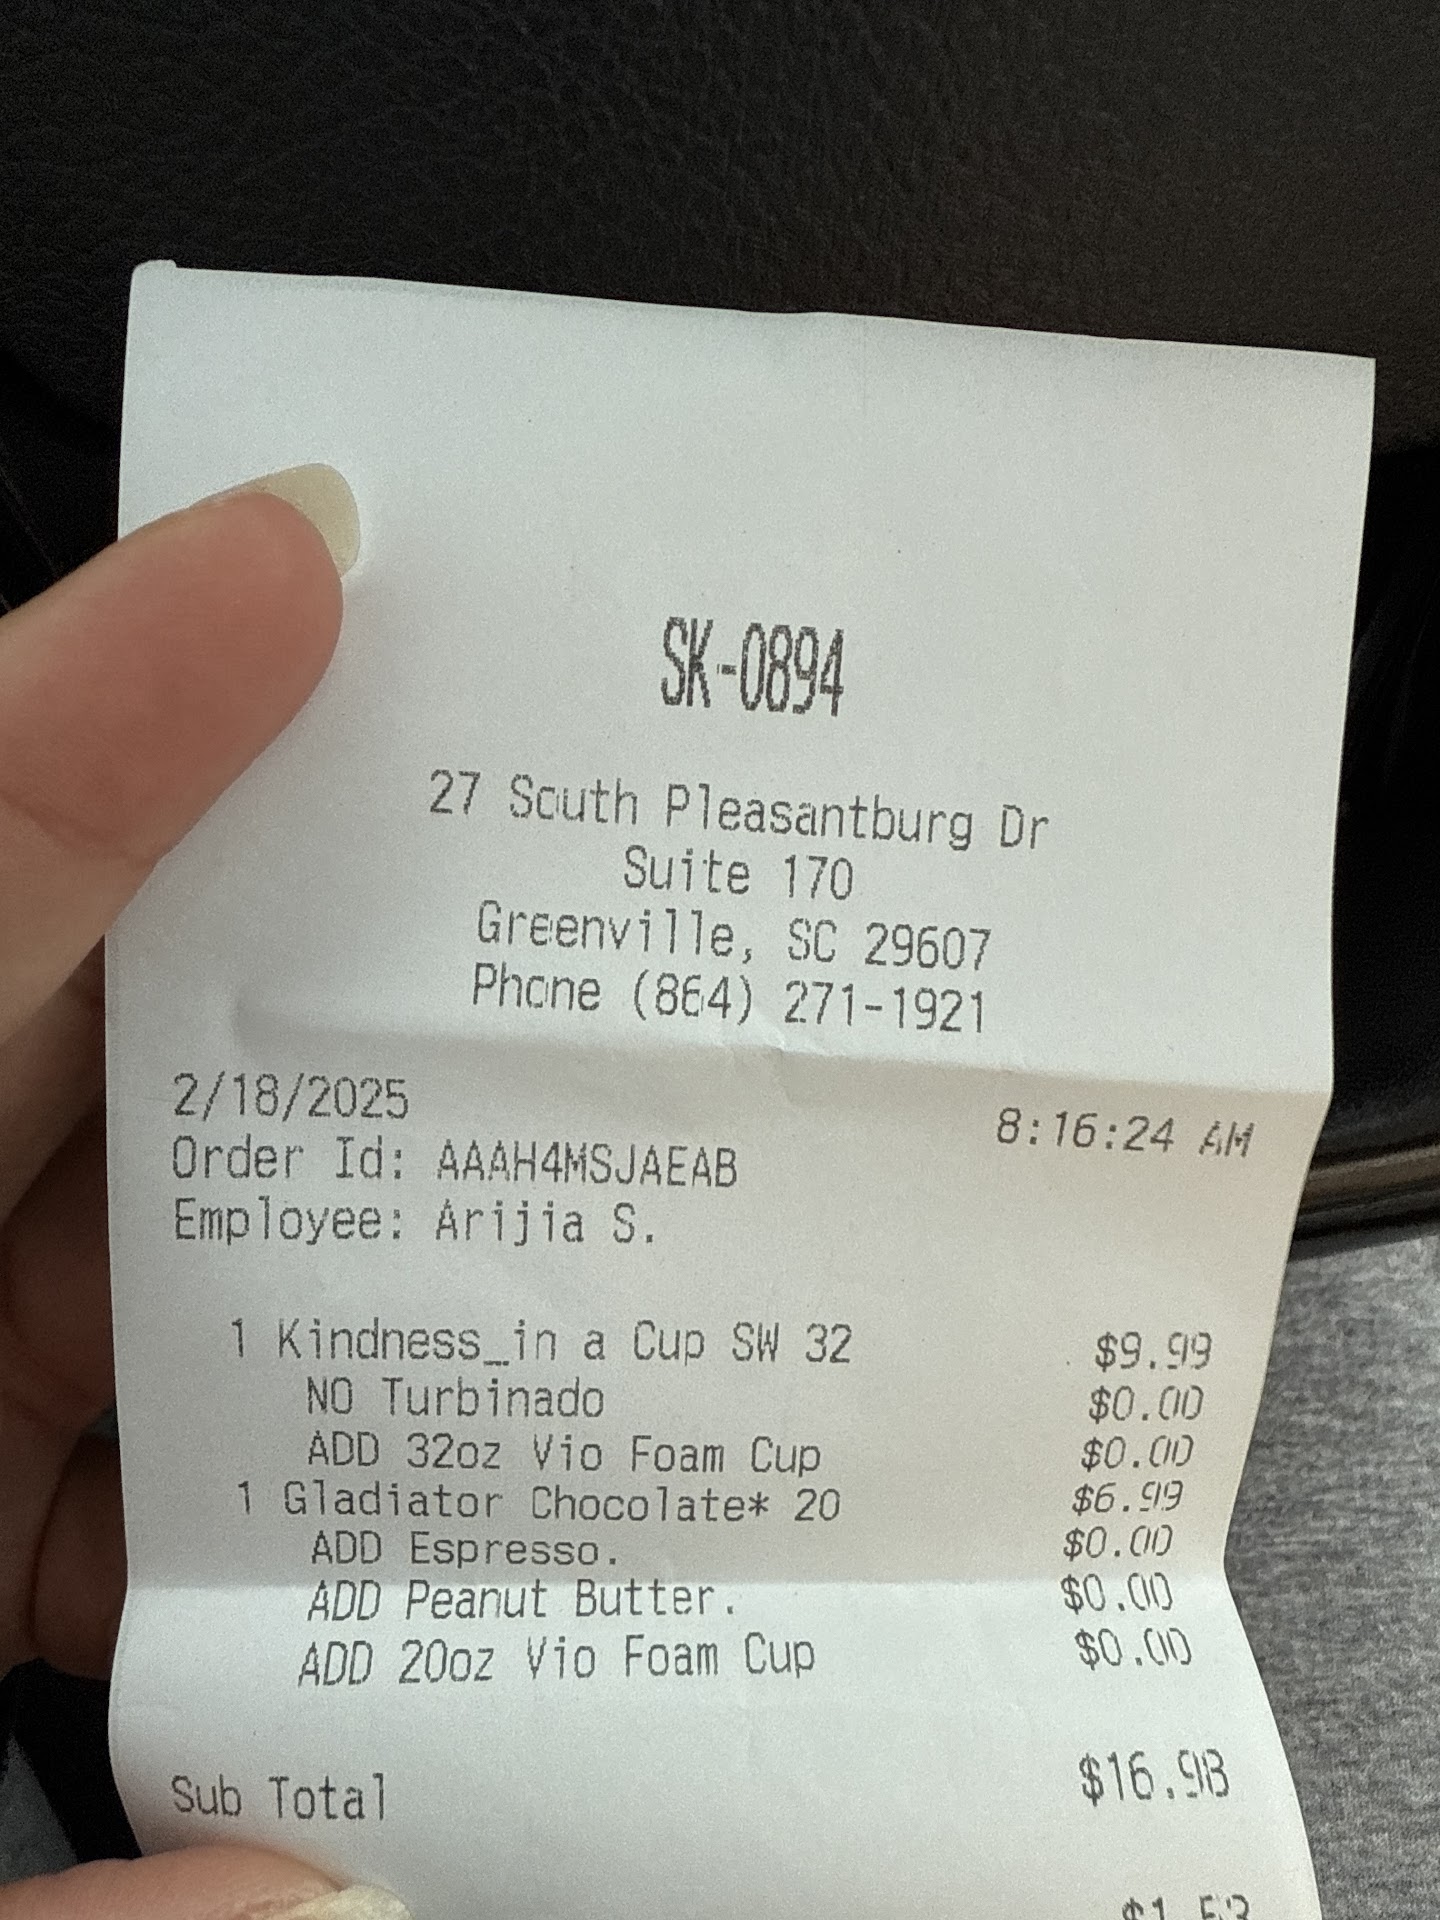 SK-0894
27 South Pleasantburg Dr
Suite 170
Greenville, SC 29607
Phone (864) 271-1921
2/18/2025 8:16:24 AM
Order Id: AAAH4MSJAEAB
Employee: Arijia S.
1 Kindness_in a Cup SW 32 $9.99
NO Turbinado $0.00
ADD 32oz Vio Foam Cup $0.00
1 Gladiator Chocolate* 20 $6.99
ADD Espresso. $0.00
ADD Peanut Butter. $0.00
ADD 20oz Vio Foam Cup $0.00
Sub Total $16.98